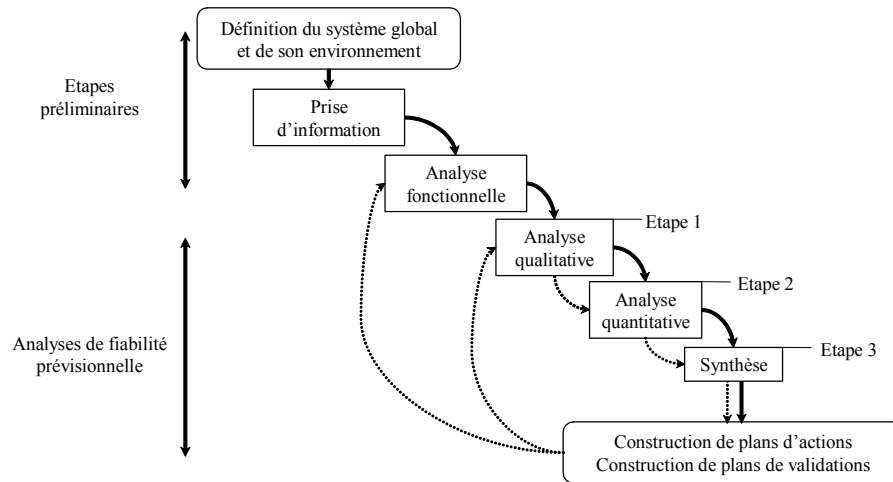 Définition du système global
et de son environnement
Etapes
préliminaires
Prise
d'information
Analyse
fonctionnelle
Etape 1
Analyse
qualitative
Etape 2
Analyse
quantitative
Analyses de fiabilité
prévisionnelle
Etape 3
Synthèse
Construction de plans d'actions
Construction de plans de validations